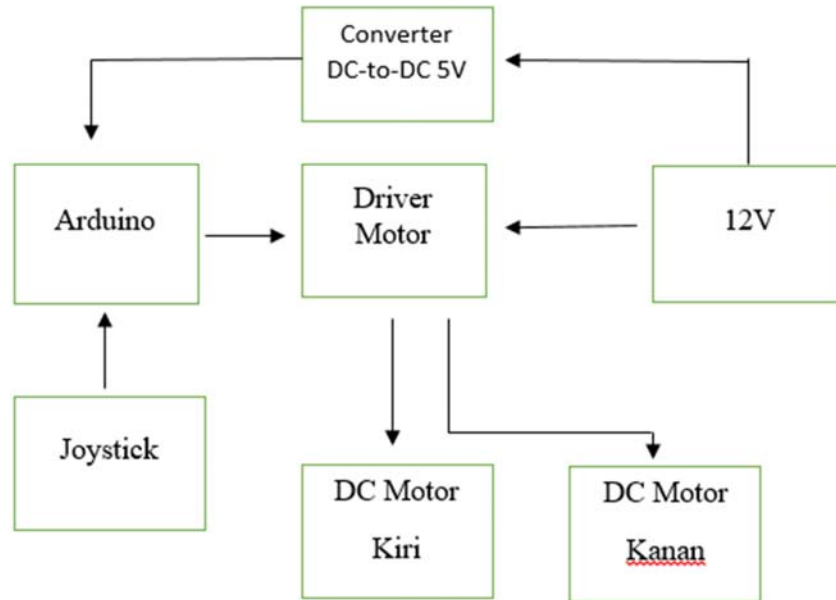 Converter
DC-to-DC 5V
Arduino
Driver
Motor
12V
Joystick
DC Motor
Kiri
DC Motor
Kanan